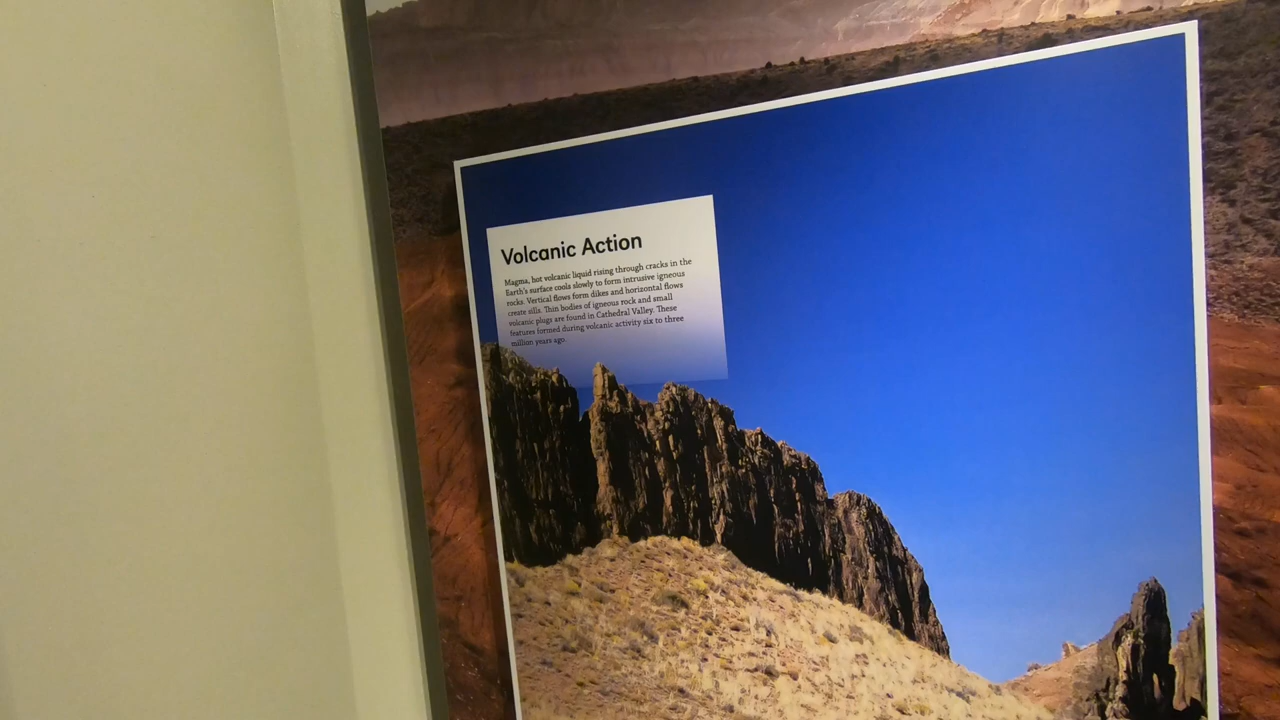 Volcanic Action
Magma, hot volcanic liquid rising through cracks in the
Earth's surface cools slowly to form intrusive igneous
rocks. Vertical flows form dikes and horizontal flows
create sills. Thin bodies of igneous rock and small
volcanic plugs are found in Cathedral Valley. These
features formed during volcanic activity six to three
million years ago.